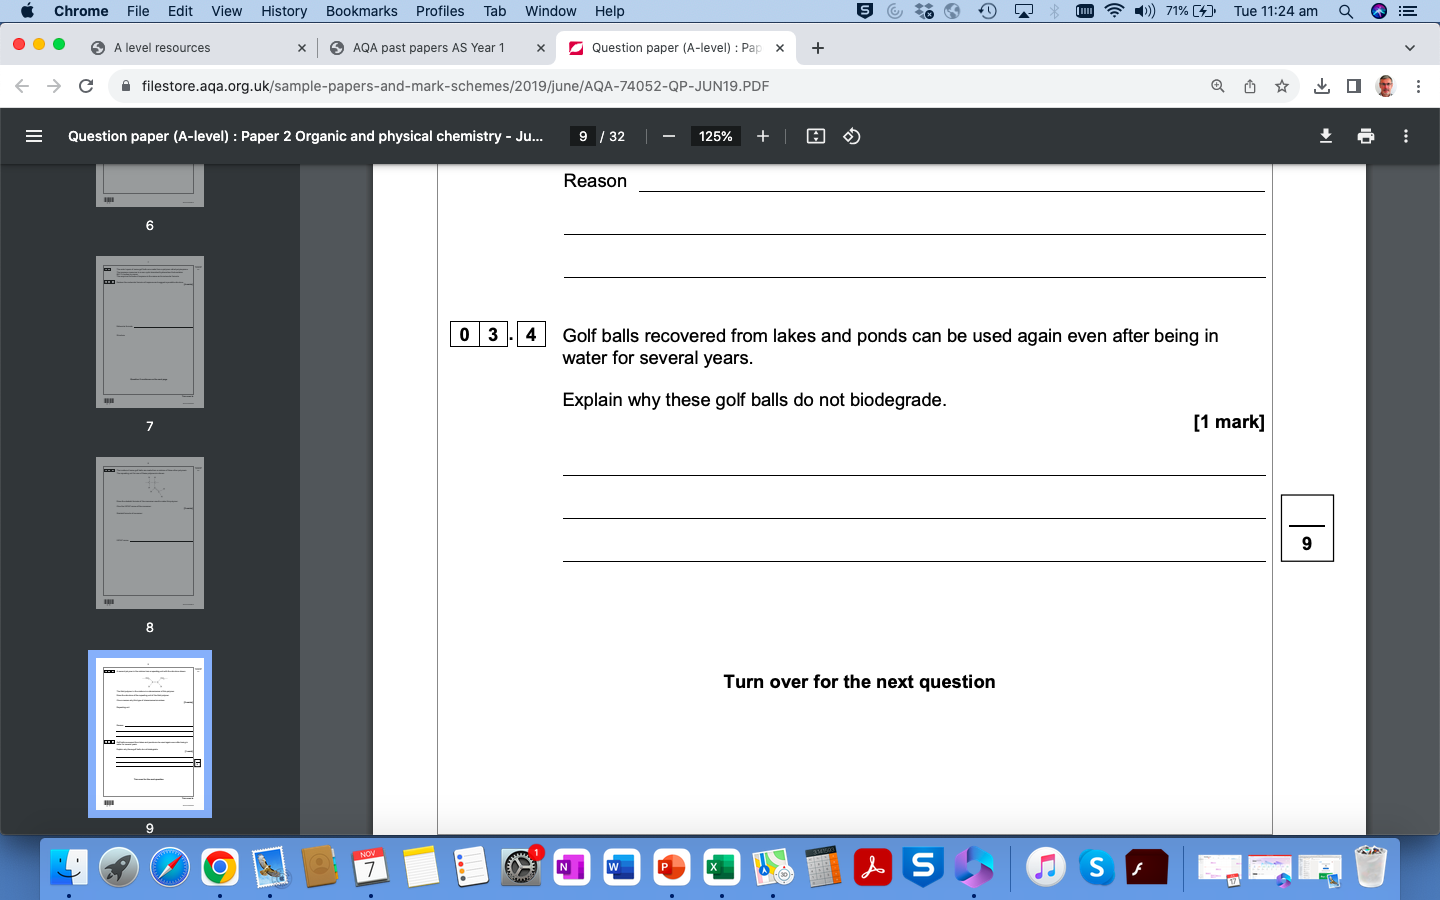 Chrome File Edit View History Bookmarks Profiles Tab Window Help 71% Tue 11:24 am
A level resources
AQA past papers AS Year 1
Question paper (A-level) : Pap
filestore.aqa.org.uk/sample-papers-and-mark-schemes/2019/june/AQA-74052-QP-JUN19.PDF
Question paper (A-level) : Paper 2 Organic and physical chemistry - Ju... 9 / 32 125%
6
7
8
9
Reason
0 3 . 4 Golf balls recovered from lakes and ponds can be used again even after being in
water for several years.
Explain why these golf balls do not biodegrade.
[1 mark]
9
Turn over for the next question
NOV
7
1